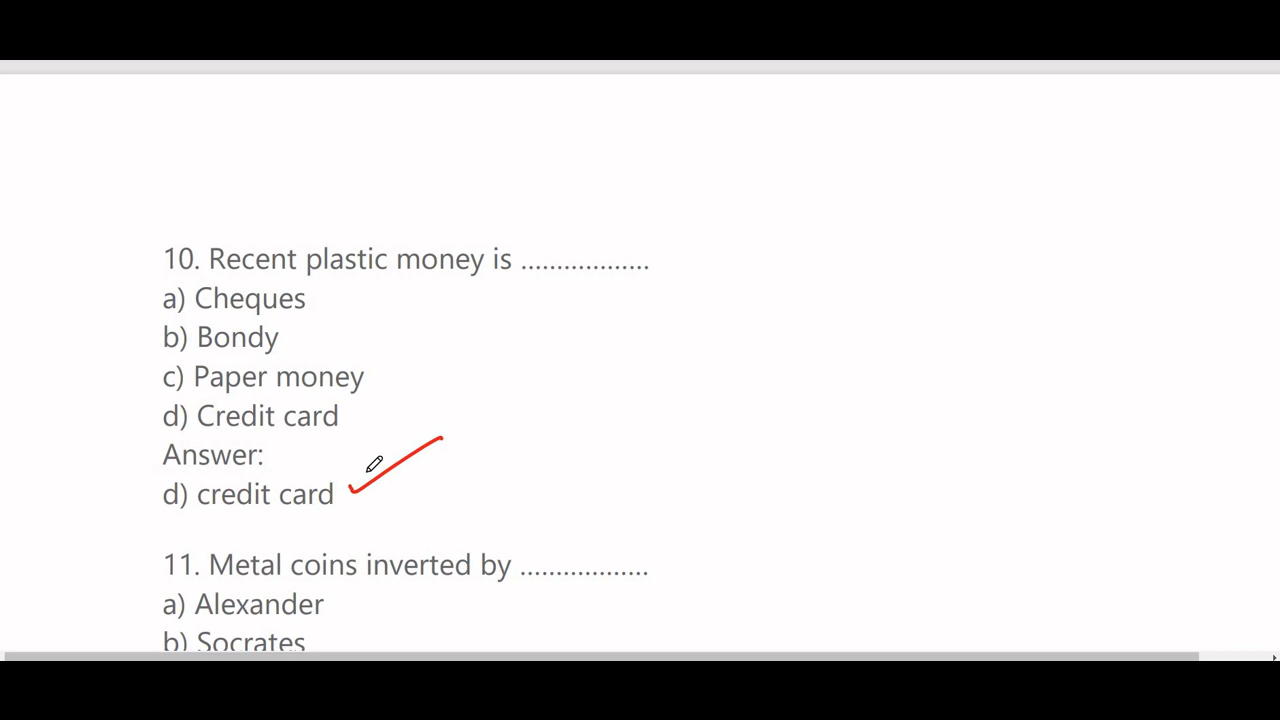 10. Recent plastic money is ..................
a) Cheques
b) Bondy
c) Paper money
d) Credit card
Answer:
d) credit card
11. Metal coins inverted by ..................
a) Alexander
b) Socrates